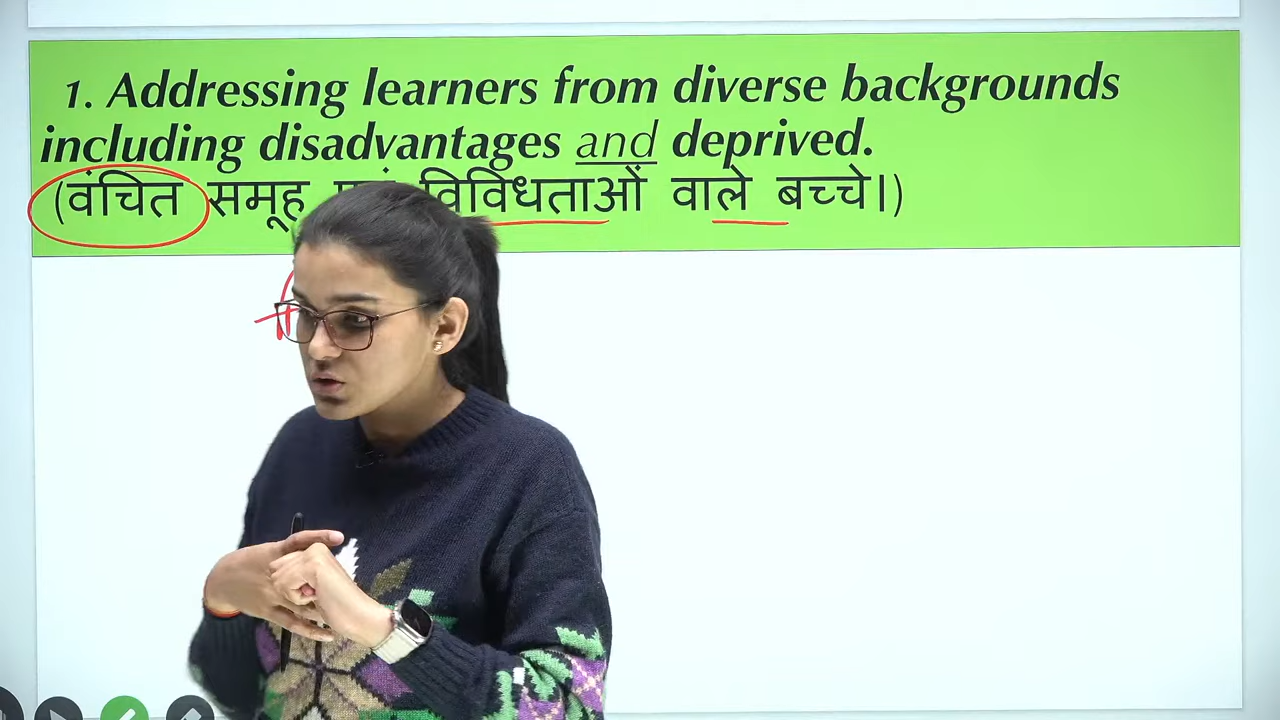 1. Addressing learners from diverse backgrounds
including disadvantages and deprived.
(वंचित समूह विविधताओं वाले बच्चे।)